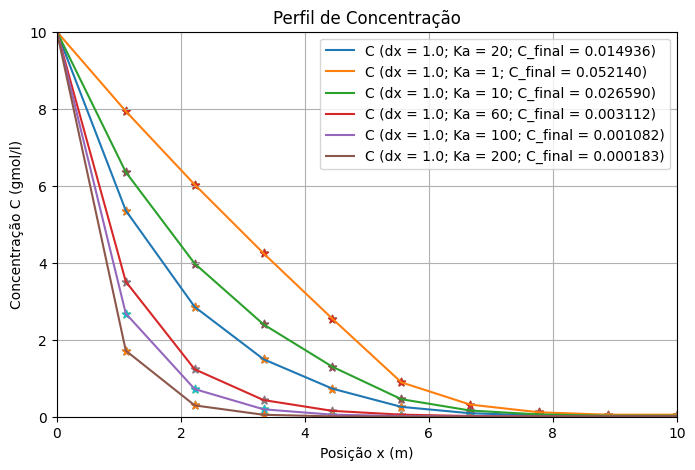 Perfil de Concentração
C (dx = 1.0; Ka = 20; C_final = 0.014936)
C (dx = 1.0; Ka = 1; C_final = 0.052140)
C (dx = 1.0; Ka = 10; C_final = 0.026590)
C (dx = 1.0; Ka = 60; C_final = 0.003112)
C (dx = 1.0; Ka = 100; C_final = 0.001082)
C (dx = 1.0; Ka = 200; C_final = 0.000183)
Concentração C (gmol/l)
10
8
6
4
2
0
0 2 4 6 8 10
Posição x (m)